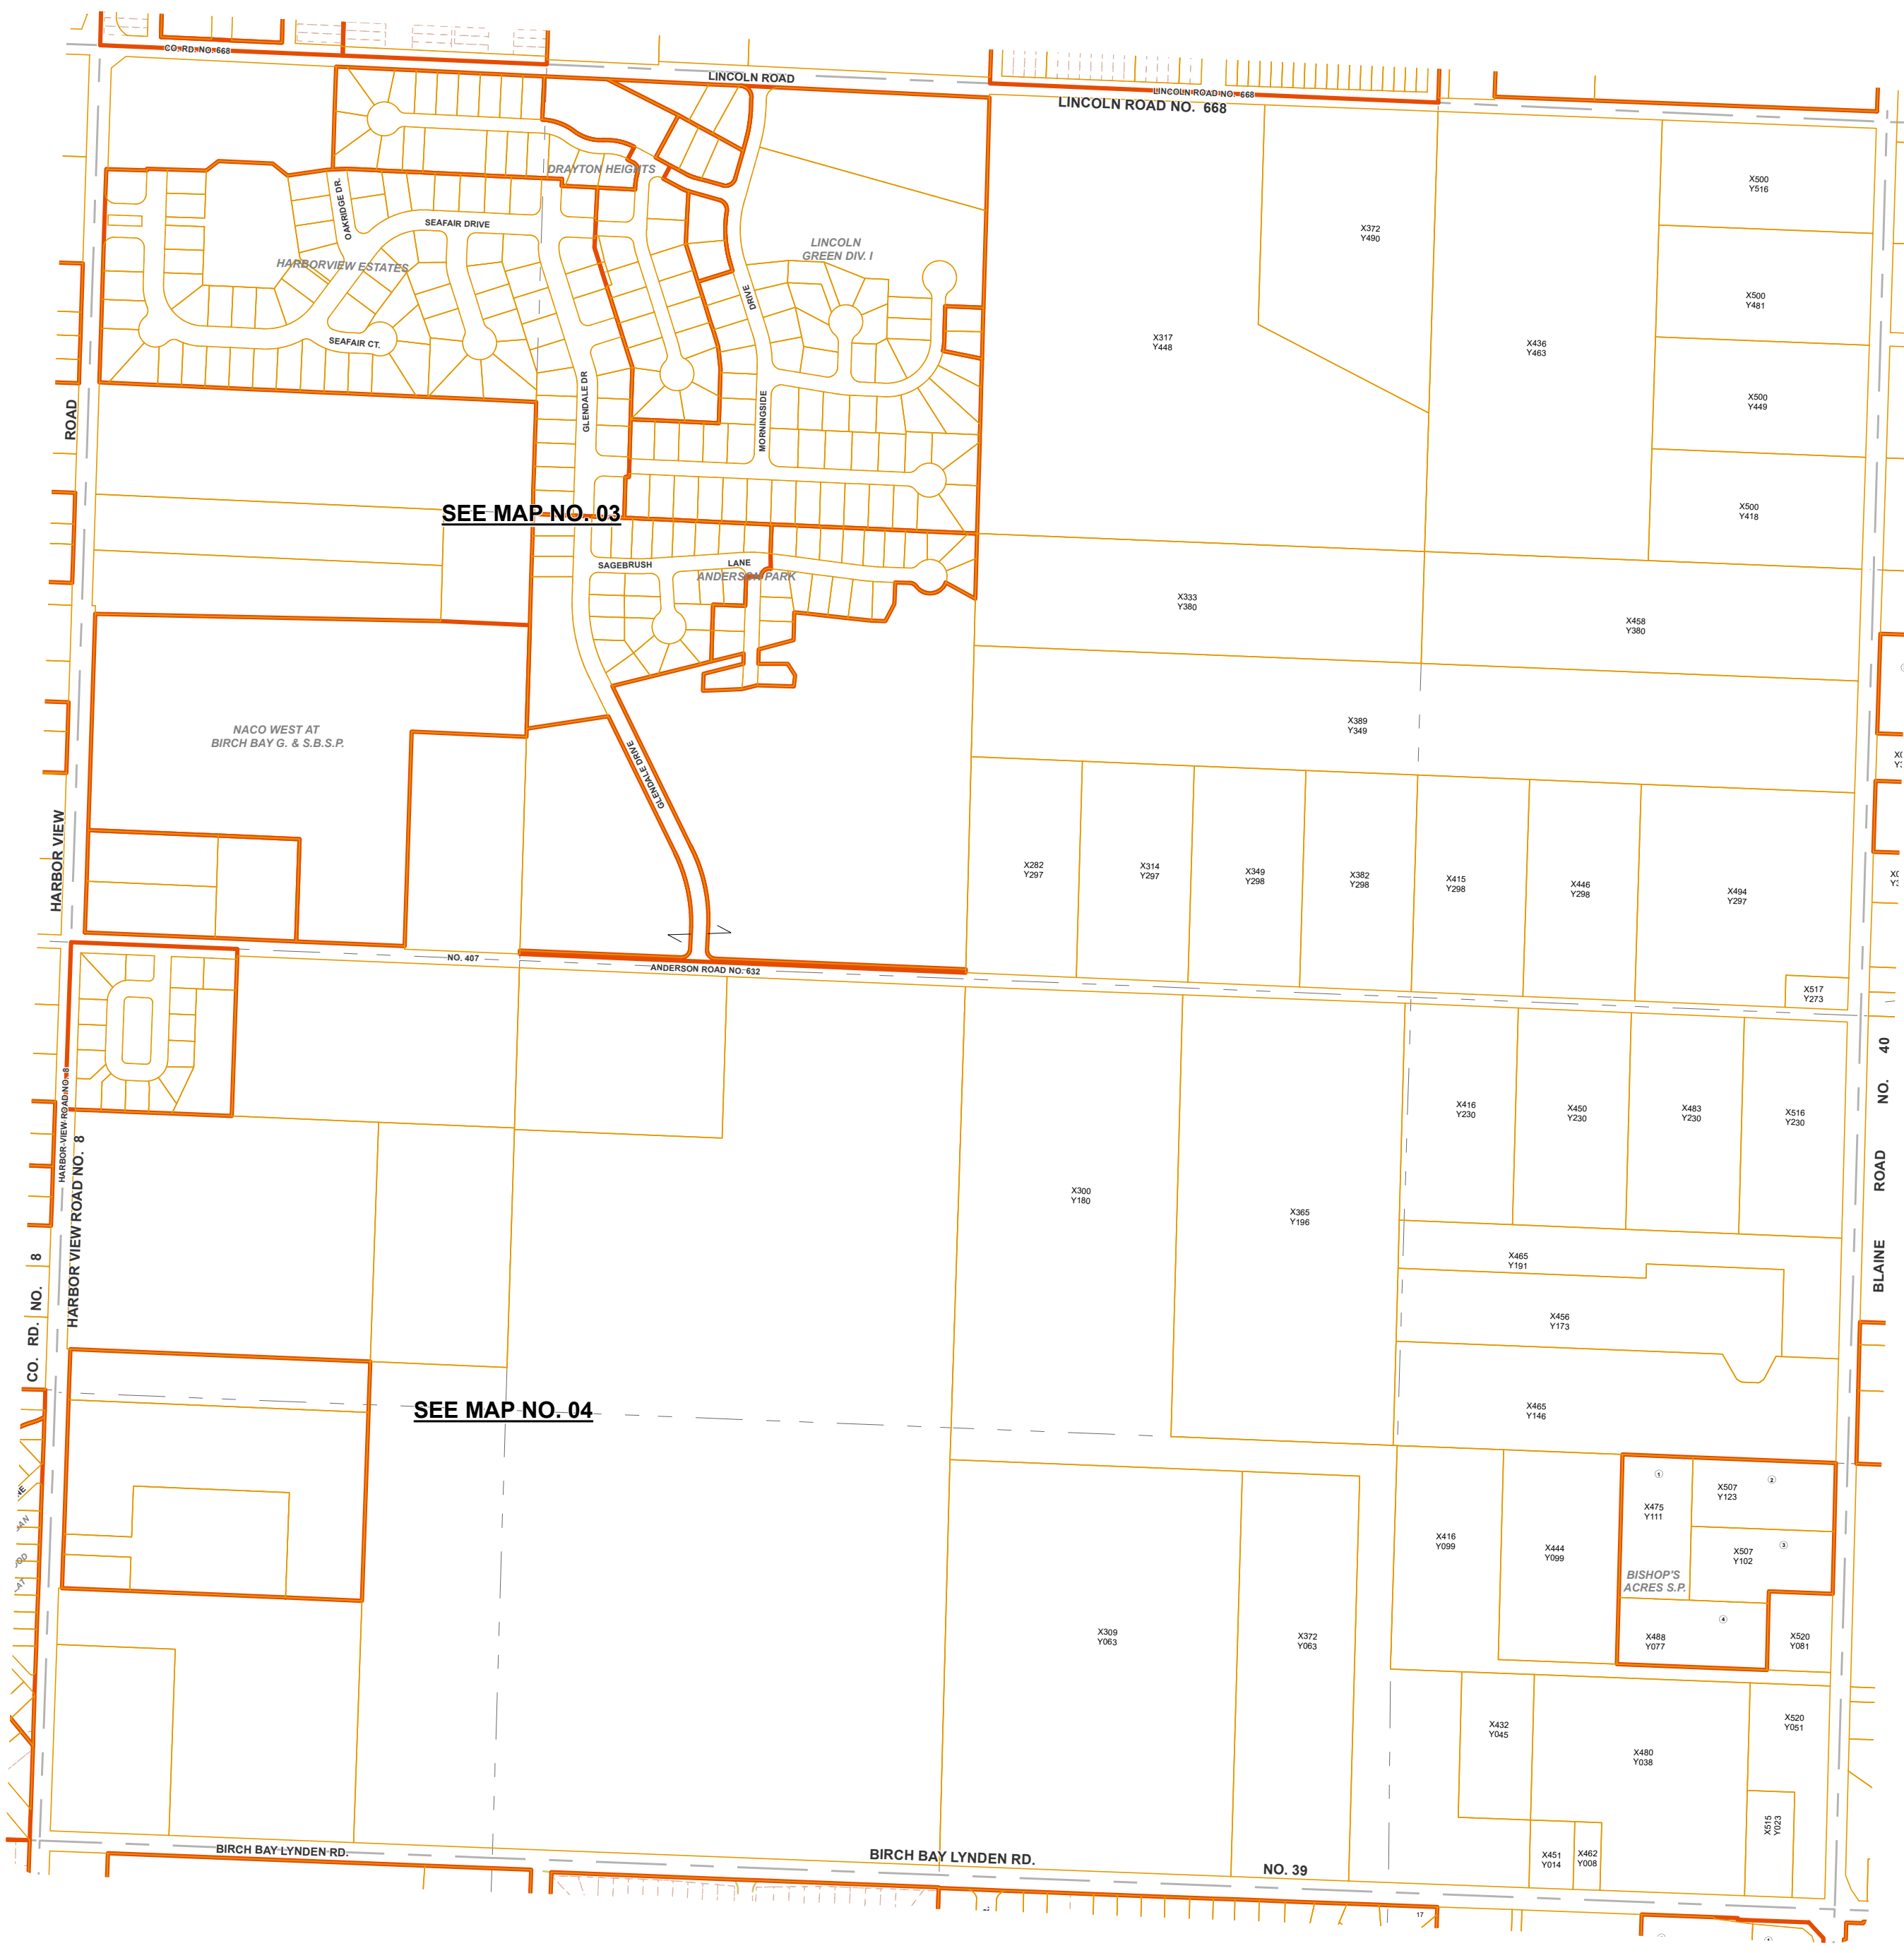 CO. RD. NO. 668
LINCOLN ROAD
LINCOLN ROAD NO. 668
LINCOLN ROAD NO. 668
DRAYTON HEIGHTS
OAKRIDGE DR.
SEAFAIR DRIVE
HARBORVIEW ESTATES
LINCOLN
GREEN DIV. I
DRIVE
SEAFAIR CT.
GLENDALE DR
MORNINGSIDE
ROAD
X500
Y516
X372
Y490
X500
Y481
X317
Y448
X436
Y463
X500
Y449
X500
Y418
SEE MAP NO. 03
SAGEBRUSH
LANE
ANDERSON PARK
X333
Y380
X458
Y380
NACO WEST AT
BIRCH BAY G. & S.B.S.P.
GLENDALE DRIVE
X389
Y349
HARBOR VIEW
X282
Y297
X314
Y297
X349
Y298
X382
Y298
X415
Y298
X446
Y298
X494
Y297
NO. 407
ANDERSON ROAD NO. 632
X517
Y273
HARBOR VIEW ROAD NO. 8
HARBOR VIEW ROAD NO. 8
CO. RD. NO. 8
BLAINE ROAD NO. 40
X416
Y230
X450
Y230
X483
Y230
X516
Y230
X300
Y180
X365
Y196
X465
Y191
X456
Y173
X465
Y146
SEE MAP NO. 04
1
2
X475
Y111
X507
Y123
X416
Y099
X444
Y099
3
X507
Y102
BISHOP'S
ACRES S.P.
4
X309
Y063
X372
Y063
X488
Y077
X520
Y081
X432
Y045
X520
Y051
X480
Y038
X515
Y023
X451
Y014
X462
Y008
BIRCH BAY LYNDEN RD.
BIRCH BAY LYNDEN RD.
NO. 39
17